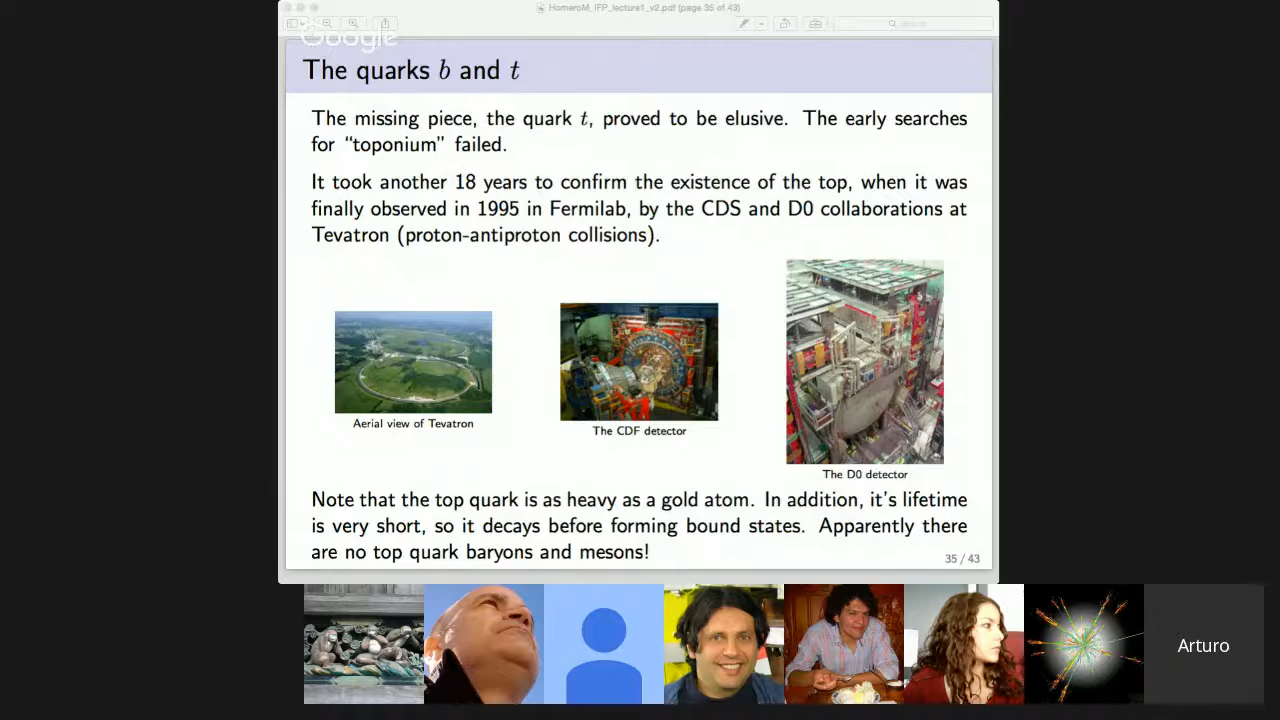 HomeroM_IFP_lecture1_v2.pdf (page 35 of 43)
Google
Search
The quarks b and t
The missing piece, the quark t, proved to be elusive. The early searches
for “toponium” failed.
It took another 18 years to confirm the existence of the top, when it was
finally observed in 1995 in Fermilab, by the CDS and D0 collaborations at
Tevatron (proton-antiproton collisions).
Aerial view of Tevatron
The CDF detector
The D0 detector
Note that the top quark is as heavy as a gold atom. In addition, it’s lifetime
is very short, so it decays before forming bound states. Apparently there
are no top quark baryons and mesons!
35 / 43
Arturo